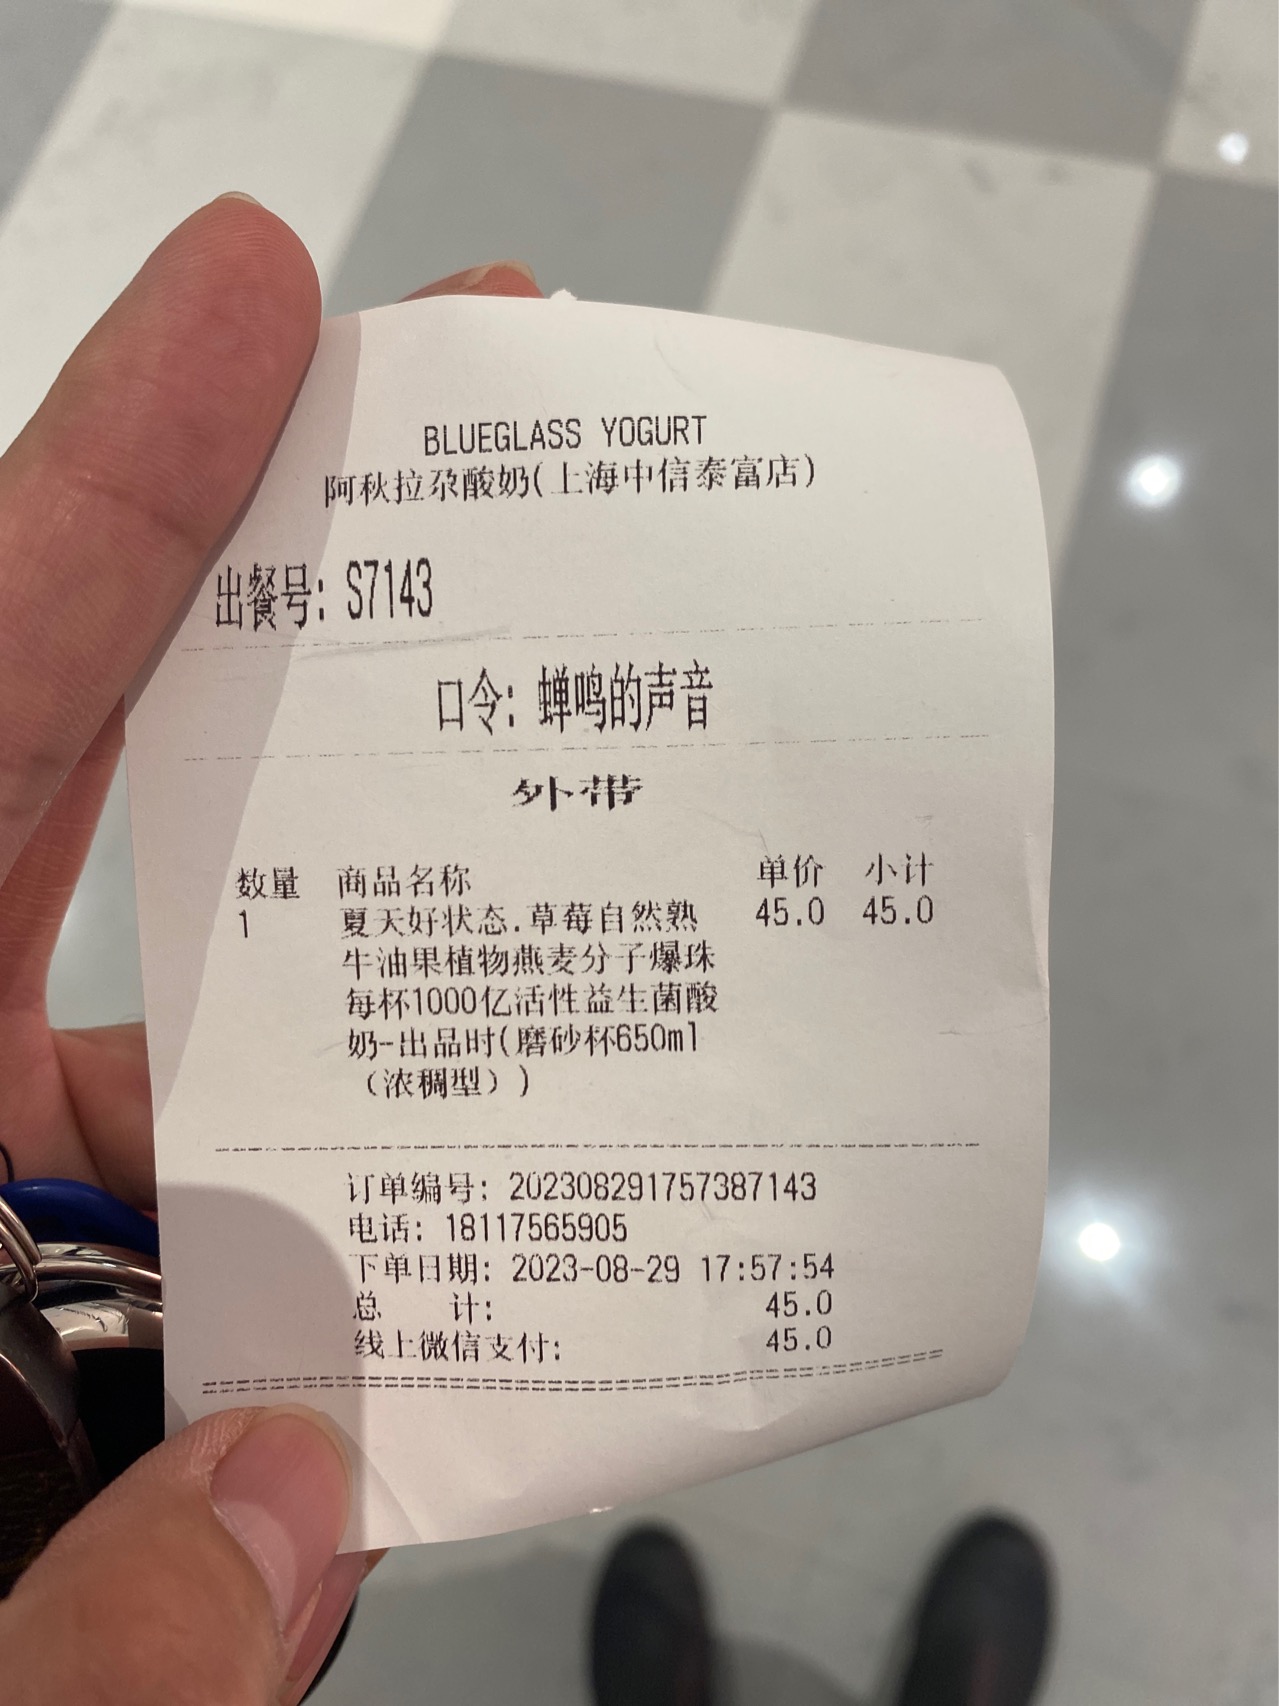 BLUEGLASS YOGURT
阿秋拉尕酸奶(上海中信泰富店)
出餐号: S7143
口令: 蝉鸣的声音
外带
数量 商品名称 单价 小计
1 夏天好状态.草莓自然熟 45.0 45.0
牛油果植物燕麦分子爆珠
每杯1000亿活性益生菌酸
奶-出品时(磨砂杯650ml
（浓稠型）)
订单编号: 202308291757387143
电话: 18117565905
下单日期: 2023-08-29 17:57:54
总 计: 45.0
线上微信支付: 45.0